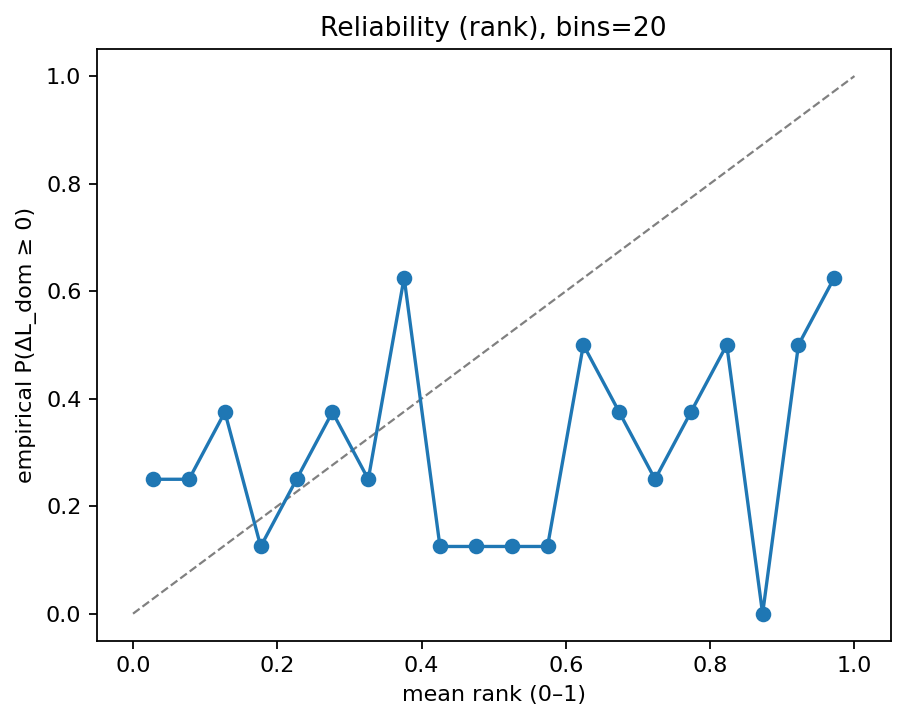 Reliability (rank), bins=20
empirical P(ΔL_dom ≥ 0)
1.0
0.8
0.6
0.4
0.2
0.0
0.0 0.2 0.4 0.6 0.8 1.0
mean rank (0–1)